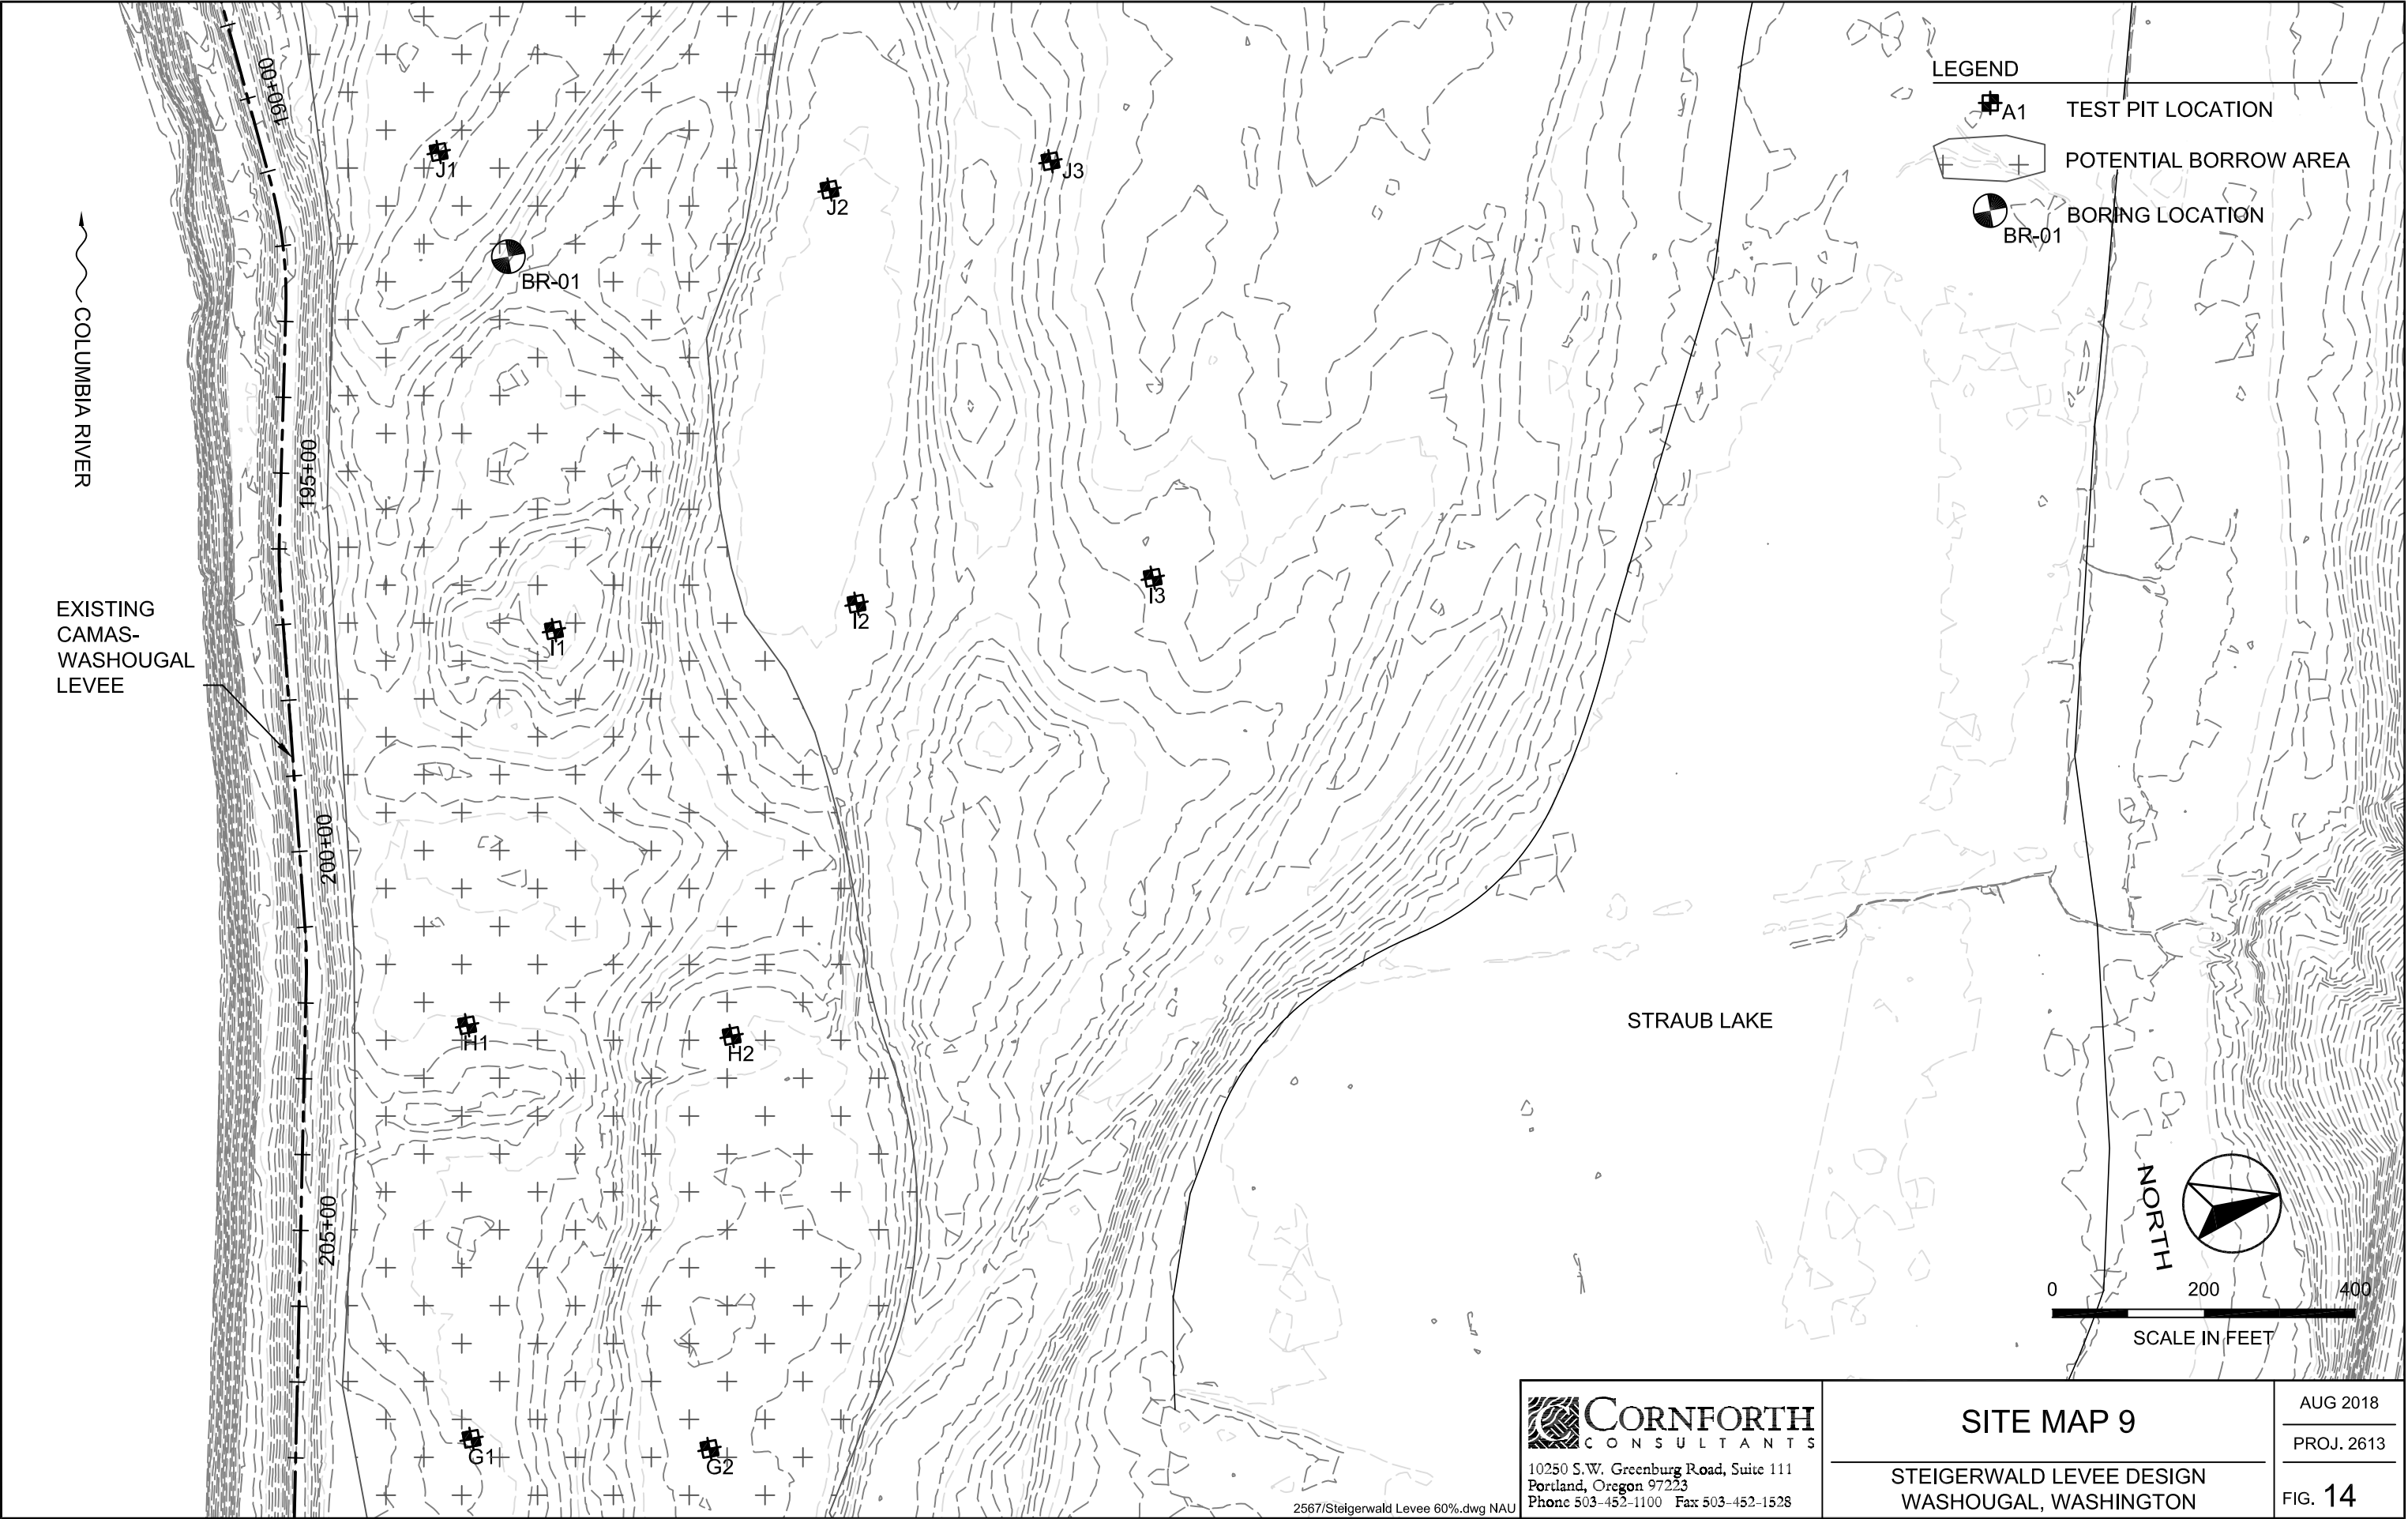 LEGEND
A1
TEST PIT LOCATION
POTENTIAL BORROW AREA
BR-01
BORING LOCATION
190+00
J1
J2
J3
BR-01
COLUMBIA RIVER
195+00
EXISTING
CAMAS-
WASHOUGAL
LEVEE
I1
I2
I3
200+00
H1
H2
STRAUB LAKE
205+00
NORTH
0 200 400
SCALE IN FEET
G1
G2
2567/Steigerwald Levee 60%.dwg NAU
CORNFORTH
CONSULTANTS
10250 S.W. Greenburg Road, Suite 111
Portland, Oregon 97223
Phone 503-452-1100 Fax 503-452-1528
SITE MAP 9
STEIGERWALD LEVEE DESIGN
WASHOUGAL, WASHINGTON
AUG 2018
PROJ. 2613
FIG. 14